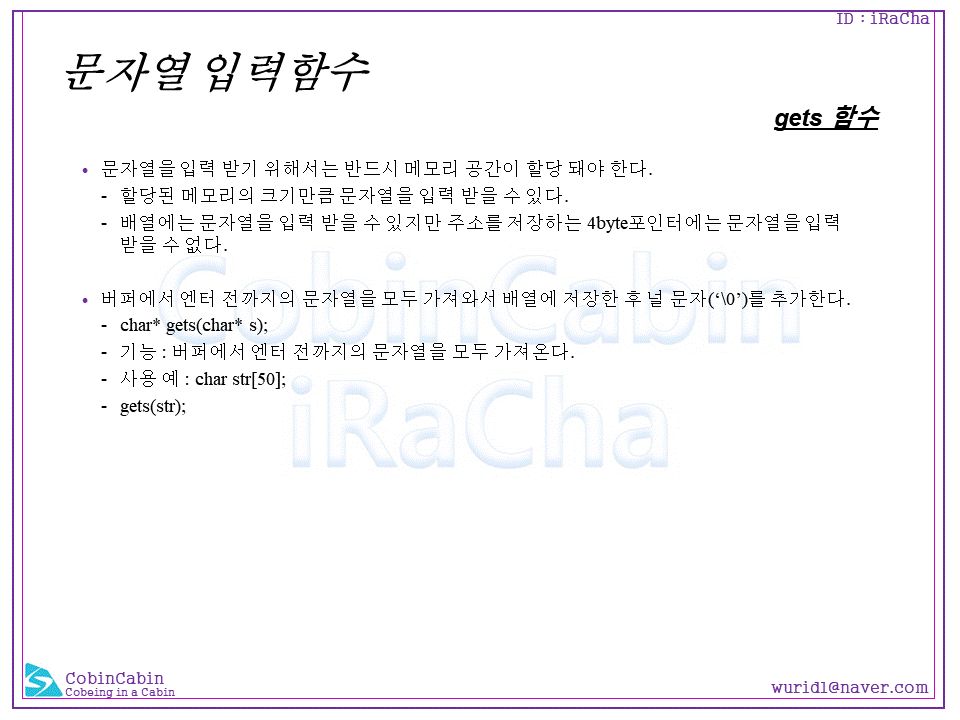 ID : iRaCha
문자열 입력함수
gets 함수
• 문자열을 입력 받기 위해서는 반드시 메모리 공간이 할당 돼야 한다.
- 할당된 메모리의 크기만큼 문자열을 입력 받을 수 있다.
- 배열에는 문자열을 입력 받을 수 있지만 주소를 저장하는 4byte포인터에는 문자열을 입력
받을 수 없다.
• 버퍼에서 엔터 전까지의 문자열을 모두 가져와서 배열에 저장한 후 널 문자(‘\0’)를 추가한다.
- char* gets(char* s);
- 기능 : 버퍼에서 엔터 전까지의 문자열을 모두 가져온다.
- 사용 예 : char str[50];
- gets(str);
CobinCabin
iRaCha
CobinCabin
Cobeing in a Cabin
wurid1@naver.com